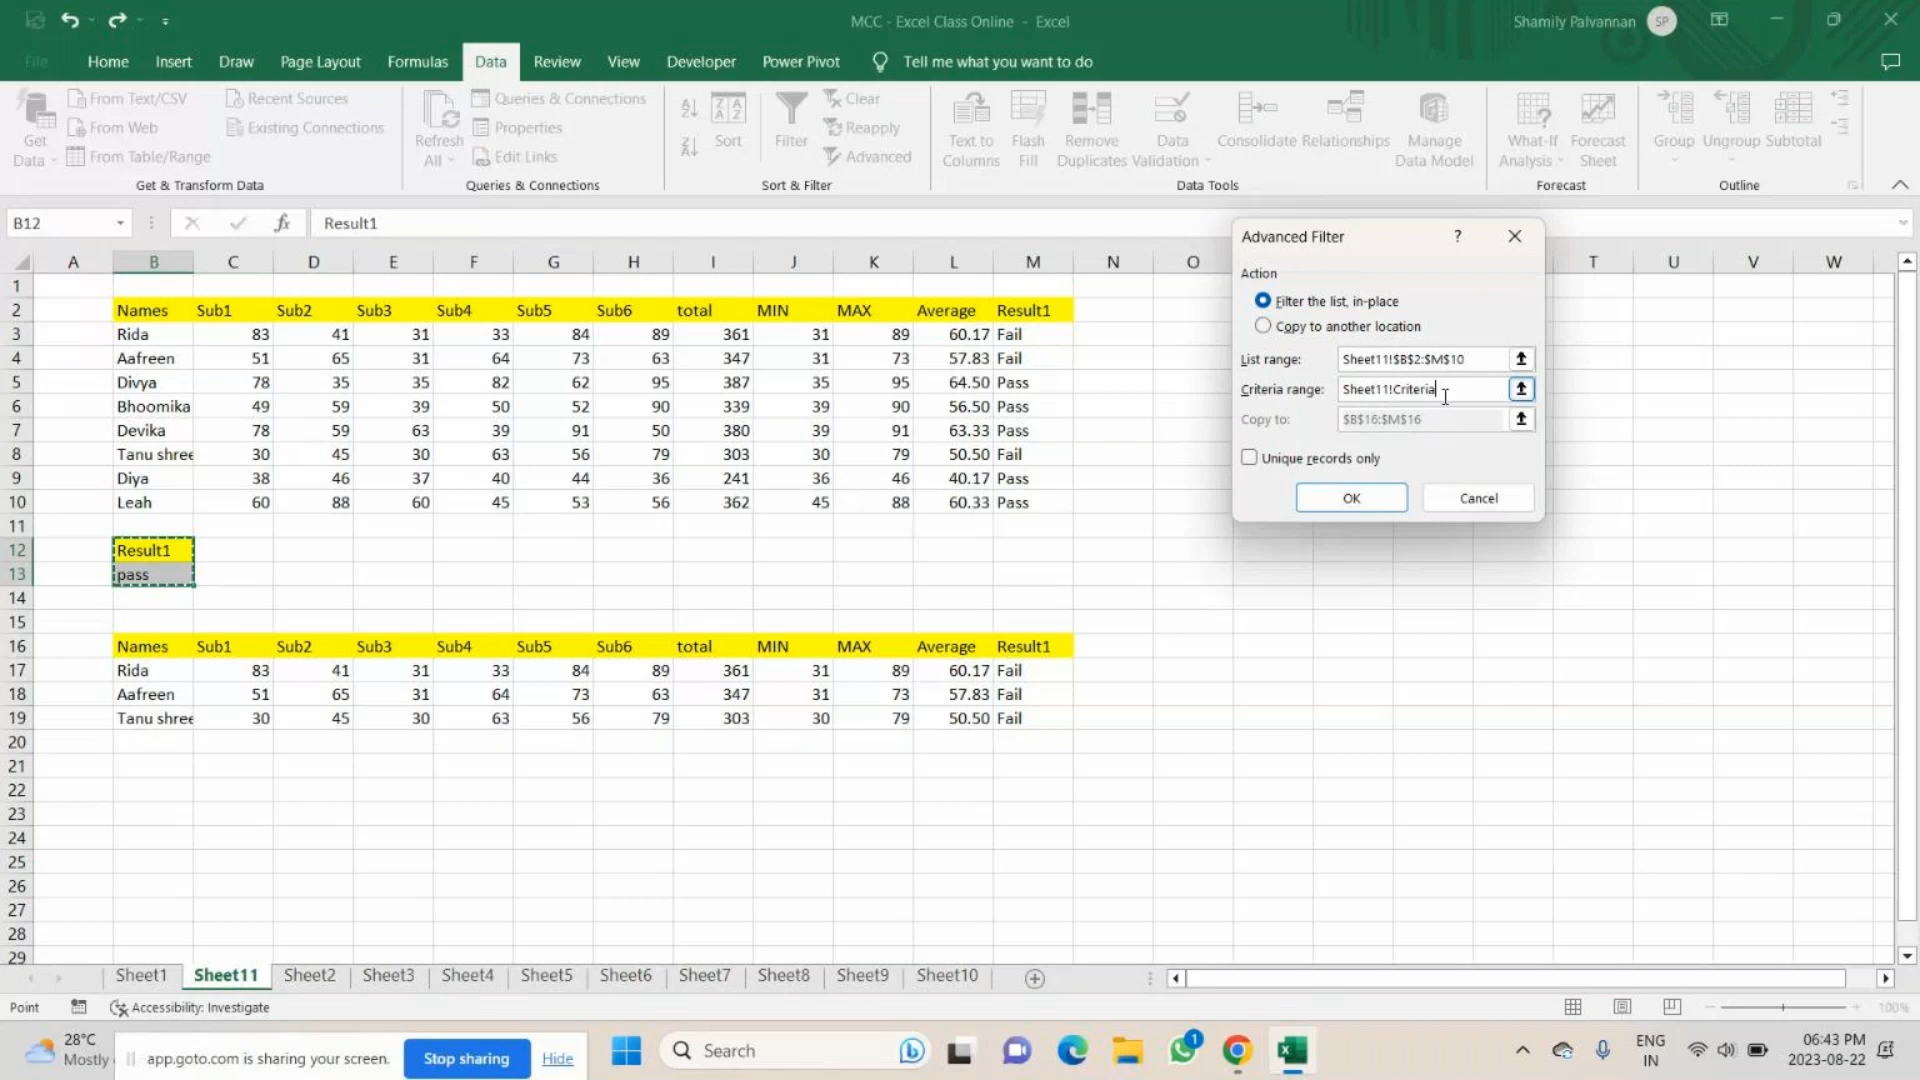 MCC - Excel Class Online - Excel
Shamily Palvannan SP
File Home Insert Draw Page Layout Formulas Data Review View Developer Power Pivot Tell me what you want to do
Get Data
From Text/CSV
From Web
From Table/Range
Recent Sources
Existing Connections
Get & Transform Data
Refresh All
Queries & Connections
Properties
Edit Links
Queries & Connections
Sort
Filter
Clear
Reapply
Advanced
Sort & Filter
Text to Columns
Flash Fill
Remove Duplicates
Data Validation
Consolidate
Relationships
Manage Data Model
Data Tools
What-If Analysis
Forecast Sheet
Forecast
Group
Ungroup
Subtotal
Outline
B12 fx Result1
A B C D E F G H I J K L M N O T U V W
1
2 Names Sub1 Sub2 Sub3 Sub4 Sub5 Sub6 total MIN MAX Average Result1
3 Rida 83 41 31 33 84 89 361 31 89 60.17 Fail
4 Aafreen 51 65 31 64 73 63 347 31 73 57.83 Fail
5 Divya 78 35 35 82 62 95 387 35 95 64.50 Pass
6 Bhoomika 49 59 39 50 52 90 339 39 90 56.50 Pass
7 Devika 78 59 63 39 91 50 380 39 91 63.33 Pass
8 Tanu shree 30 45 30 63 56 79 303 30 79 50.50 Fail
9 Diya 38 46 37 40 44 36 241 36 46 40.17 Pass
10 Leah 60 88 60 45 53 56 362 45 88 60.33 Pass
11
12 Result1
13 pass
14
15
16 Names Sub1 Sub2 Sub3 Sub4 Sub5 Sub6 total MIN MAX Average Result1
17 Rida 83 41 31 33 84 89 361 31 89 60.17 Fail
18 Aafreen 51 65 31 64 73 63 347 31 73 57.83 Fail
19 Tanu shree 30 45 30 63 56 79 303 30 79 50.50 Fail
20
21
22
23
24
25
26
27
28
29
Advanced Filter ?
Action
Filter the list, in-place
Copy to another location
List range: Sheet11!$B$2:$M$10
Criteria range: Sheet11!Criteria
Copy to: $B$16:$M$16
Unique records only
OK Cancel
Sheet1 Sheet11 Sheet2 Sheet3 Sheet4 Sheet5 Sheet6 Sheet7 Sheet8 Sheet9 Sheet10
Point Accessibility: Investigate 100%
28°C
Mostly
app.goto.com is sharing your screen. Stop sharing Hide
Search
1
ENG
IN
06:43 PM
2023-08-22